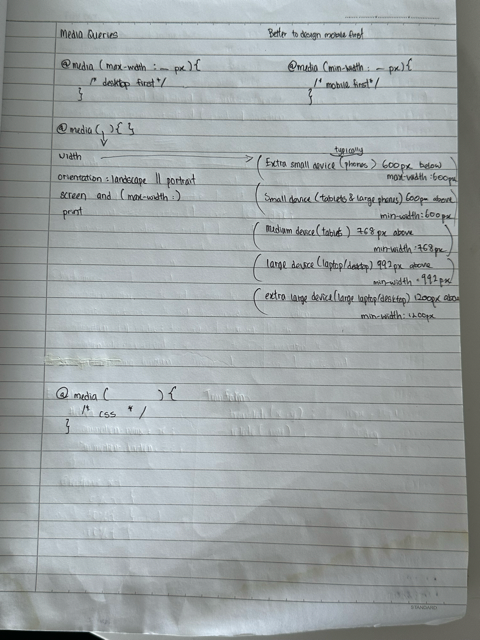 Media Queries
Better to design mobile first
@media (max-width : — px) {
/* desktop first */
}
@media (min-width : — px) {
/* mobile first */
}
@media ( ) { }
width
orientation : landscape || portrait
screen and (max-width :)
print
typically
Extra small device (phones) 600px below
max-width : 600px
Small device (tablets & large phones) 600px above
min-width : 600px
medium device (tablets) 768 px above
min-width : 768px
large device (laptop/desktop) 992px above
min-width : 992px
extra large device (large laptop/desktop) 1200px above
min-width : 1200px
@ media ( ) {
/* css */
}
STANDARD